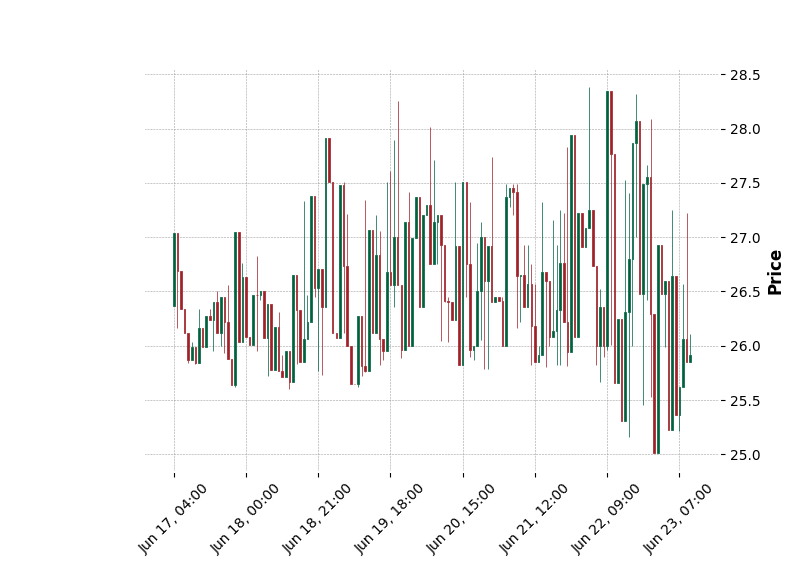 28.5
28.0
27.5
27.0
26.5
26.0
25.5
25.0
Price
Jun 17, 04:00
Jun 18, 00:00
Jun 18, 21:00
Jun 19, 18:00
Jun 20, 15:00
Jun 21, 12:00
Jun 22, 09:00
Jun 23, 07:00